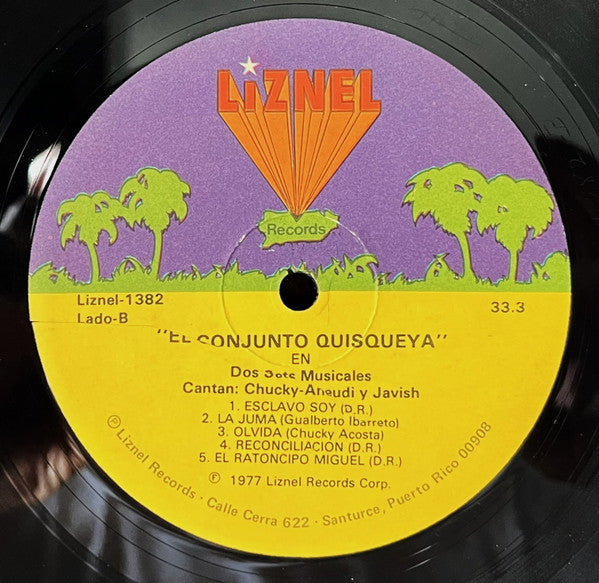 LiZNEL
Records
Liznel-1382
Lado-B
33.3
"EL CONJUNTO QUISQUEYA"
EN
Dos Sets Musicales
Cantan: Chucky-Aneudi y Javish
1. ESCLAVO SOY (D.R.)
2. LA JUMA (Gualberto Ibarreto)
3. OLVIDA (Chucky Acosta)
4. RECONCILIACION (D.R.)
5. EL RATONCIPO MIGUEL (D.R.)
Ⓟ 1977 Liznel Records Corp.
Ⓟ Liznel Records · Calle Cerra 622 · Santurce, Puerto Rico 00908